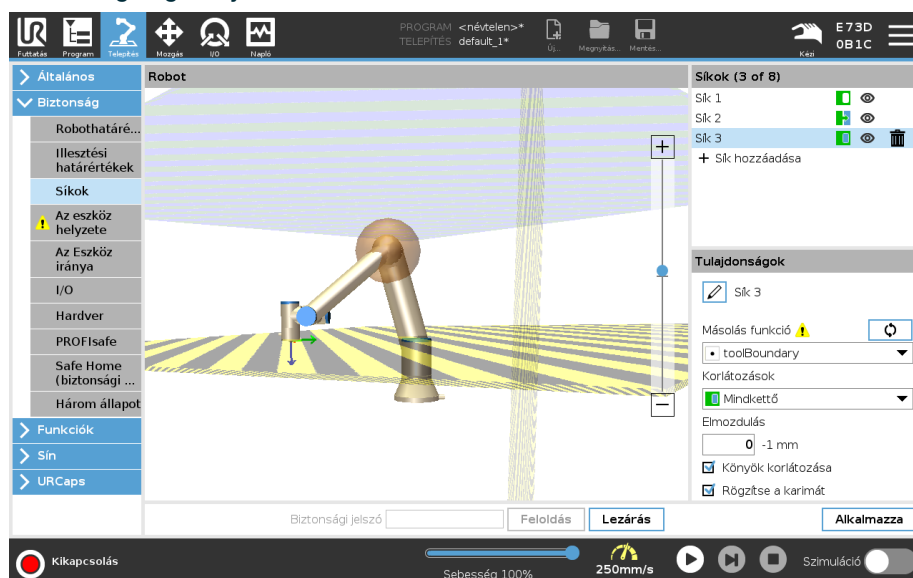 PROGRAM <névtelen>*
TELEPÍTÉS default_1*
Futtatás Program Telepítés Mozgás I/O Napló Új... Megnyitás... Mentés... Kézi
E73D
0B1C
Általános
Biztonság
Robothatáré...
Illesztési
határértékek
Síkok
Az eszköz
helyzete
Az Eszköz
iránya
I/O
Hardver
PROFIsafe
Safe Home
(biztonsági ...
Három állapot
Funkciók
Sín
URCaps
Robot
Síkok (3 of 8)
Sík 1
Sík 2
Sík 3
+ Sík hozzáadása
Tulajdonságok
Sík 3
Másolás funkció
toolBoundary
Korlátozások
Mindkettő
Elmozdulás
0 -1 mm
Könyök korlátozása
Rögzítse a karimát
Biztonsági jelszó Feloldás Lezárás Alkalmazza
Kikapcsolás
Sebesség 100%
250mm/s
Szimuláció